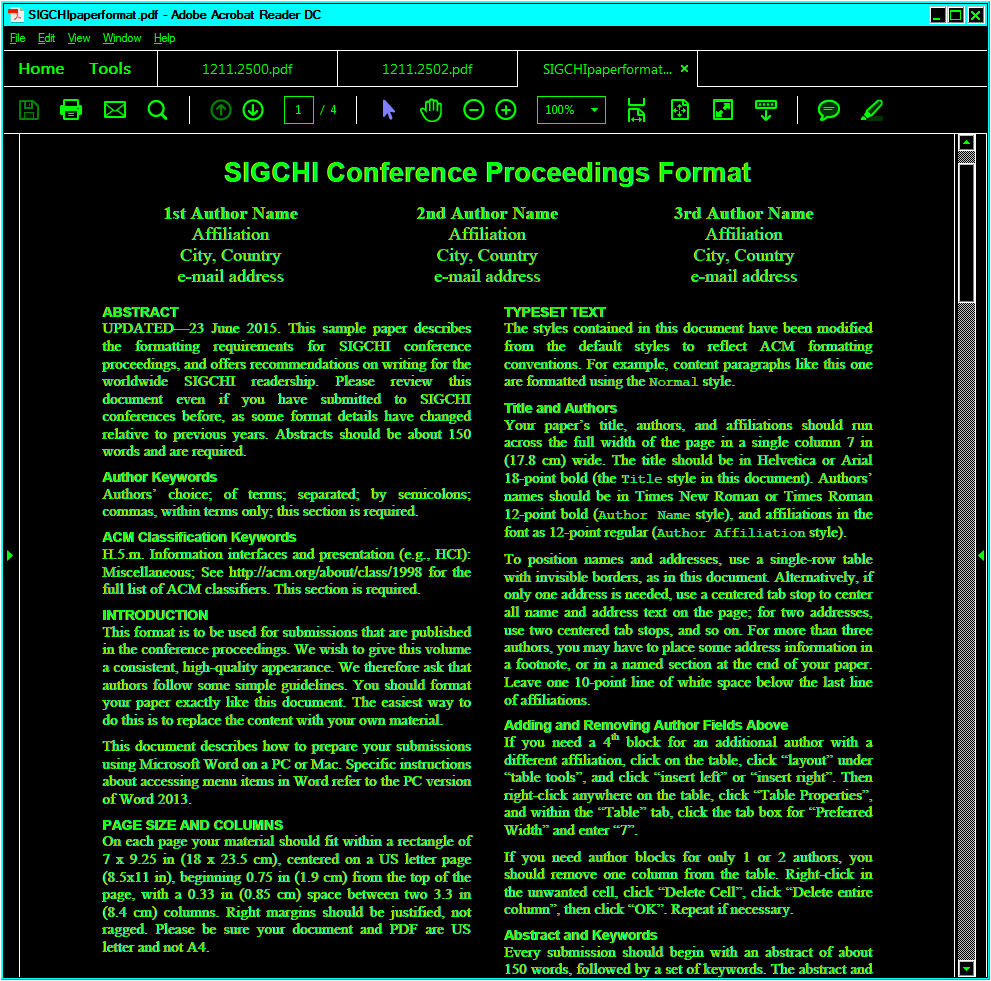 SIGCHIpaperformat.pdf - Adobe Acrobat Reader DC
File Edit View Window Help
Home Tools 1211.2500.pdf 1211.2502.pdf SIGCHIpaperformat... ×
1 / 4 100%
SIGCHI Conference Proceedings Format
1st Author Name 2nd Author Name 3rd Author Name
Affiliation Affiliation Affiliation
City, Country City, Country City, Country
e-mail address e-mail address e-mail address
ABSTRACT
UPDATED—23 June 2015. This sample paper describes
the formatting requirements for SIGCHI conference
proceedings, and offers recommendations on writing for the
worldwide SIGCHI readership. Please review this
document even if you have submitted to SIGCHI
conferences before, as some format details have changed
relative to previous years. Abstracts should be about 150
words and are required.
Author Keywords
Authors' choice; of terms; separated; by semicolons;
commas, within terms only; this section is required.
ACM Classification Keywords
H.5.m. Information interfaces and presentation (e.g., HCI):
Miscellaneous; See http://acm.org/about/class/1998 for the
full list of ACM classifiers. This section is required.
INTRODUCTION
This format is to be used for submissions that are published
in the conference proceedings. We wish to give this volume
a consistent, high-quality appearance. We therefore ask that
authors follow some simple guidelines. You should format
your paper exactly like this document. The easiest way to
do this is to replace the content with your own material.
This document describes how to prepare your submissions
using Microsoft Word on a PC or Mac. Specific instructions
about accessing menu items in Word refer to the PC version
of Word 2013.
PAGE SIZE AND COLUMNS
On each page your material should fit within a rectangle of
7 x 9.25 in (18 x 23.5 cm), centered on a US letter page
(8.5x11 in), beginning 0.75 in (1.9 cm) from the top of the
page, with a 0.33 in (0.85 cm) space between two 3.3 in
(8.4 cm) columns. Right margins should be justified, not
ragged. Please be sure your document and PDF are US
letter and not A4.
TYPESET TEXT
The styles contained in this document have been modified
from the default styles to reflect ACM formatting
conventions. For example, content paragraphs like this one
are formatted using the Normal style.
Title and Authors
Your paper's title, authors, and affiliations should run
across the full width of the page in a single column 7 in
(17.8 cm) wide. The title should be in Helvetica or Arial
18-point bold (the Title style in this document). Authors'
names should be in Times New Roman or Times Roman
12-point bold (Author Name style), and affiliations in the
font as 12-point regular (Author Affiliation style).
To position names and addresses, use a single-row table
with invisible borders, as in this document. Alternatively, if
only one address is needed, use a centered tab stop to center
all name and address text on the page; for two addresses,
use two centered tab stops, and so on. For more than three
authors, you may have to place some address information in
a footnote, or in a named section at the end of your paper.
Leave one 10-point line of white space below the last line
of affiliations.
Adding and Removing Author Fields Above
If you need a 4th block for an additional author with a
different affiliation, click on the table, click “layout” under
“table tools”, and click “insert left” or “insert right”. Then
right-click anywhere on the table, click “Table Properties”,
and within the “Table” tab, click the tab box for “Preferred
Width” and enter “7”.
If you need author blocks for only 1 or 2 authors, you
should remove one column from the table. Right-click in
the unwanted cell, click “Delete Cell”, click “Delete entire
column”, then click “OK”. Repeat if necessary.
Abstract and Keywords
Every submission should begin with an abstract of about
150 words, followed by a set of keywords. The abstract and